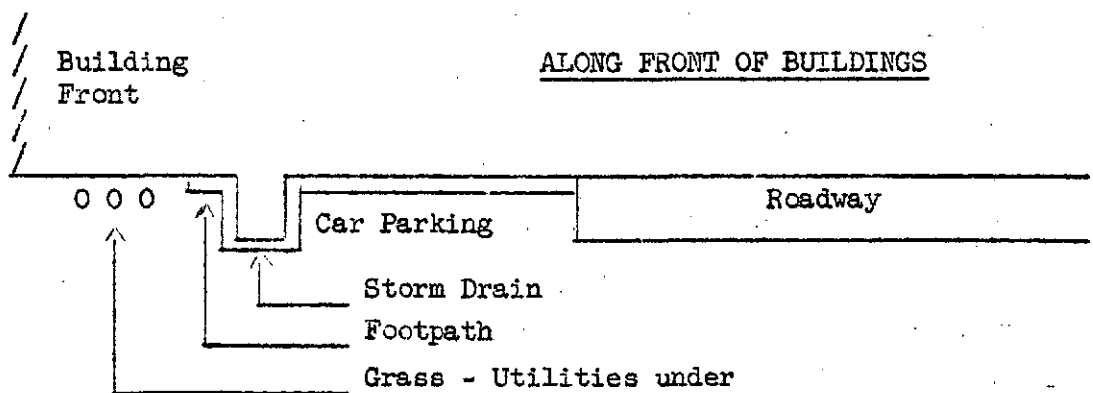 Building
Front
ALONG FRONT OF BUILDINGS
Roadway
Car Parking
Storm Drain
Footpath
Grass - Utilities under